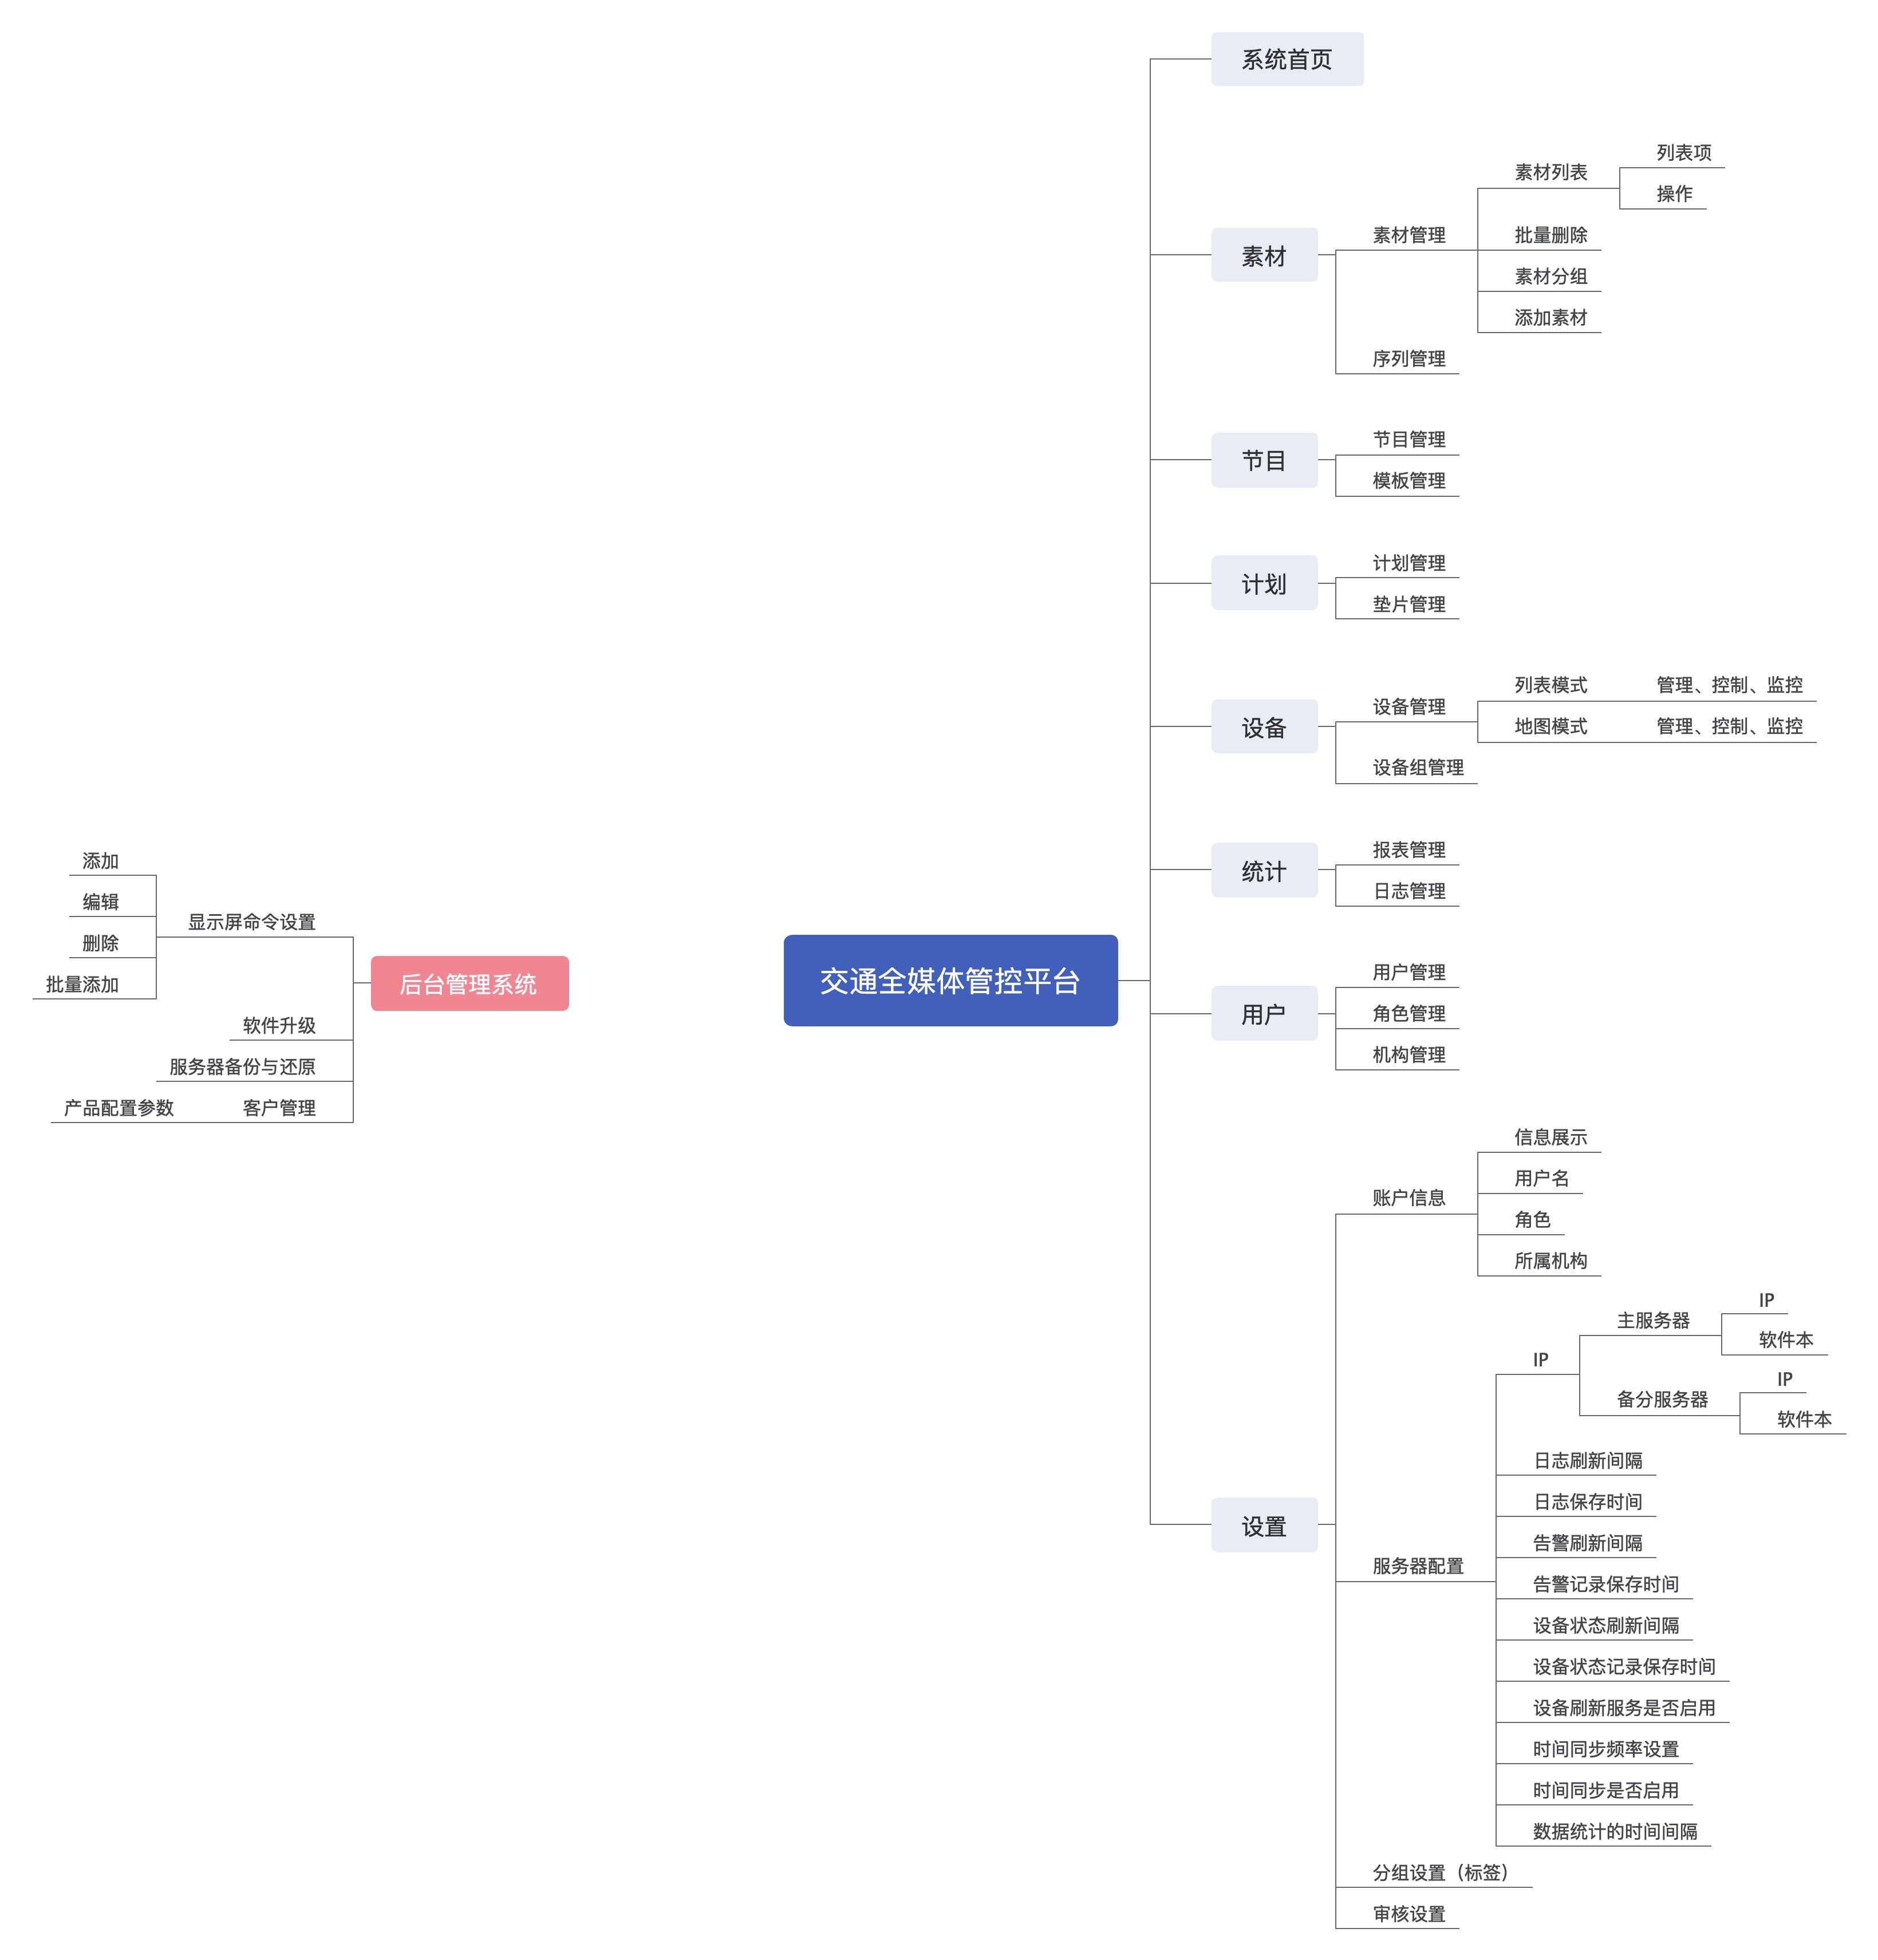 系统首页
素材
素材管理
素材列表
列表项
操作
批量删除
素材分组
添加素材
序列管理
节目
节目管理
模板管理
计划
计划管理
垫片管理
设备
设备管理
列表模式
管理、控制、监控
地图模式
管理、控制、监控
设备组管理
统计
报表管理
日志管理
交通全媒体管控平台
用户
用户管理
角色管理
机构管理
设置
账户信息
信息展示
用户名
角色
所属机构
服务器配置
IP
主服务器
IP
软件本
备分服务器
IP
软件本
日志刷新间隔
日志保存时间
告警刷新间隔
告警记录保存时间
设备状态刷新间隔
设备状态记录保存时间
设备刷新服务是否启用
时间同步频率设置
时间同步是否启用
数据统计的时间间隔
分组设置（标签）
审核设置
后台管理系统
显示屏命令设置
添加
编辑
删除
批量添加
软件升级
服务器备份与还原
客户管理
产品配置参数